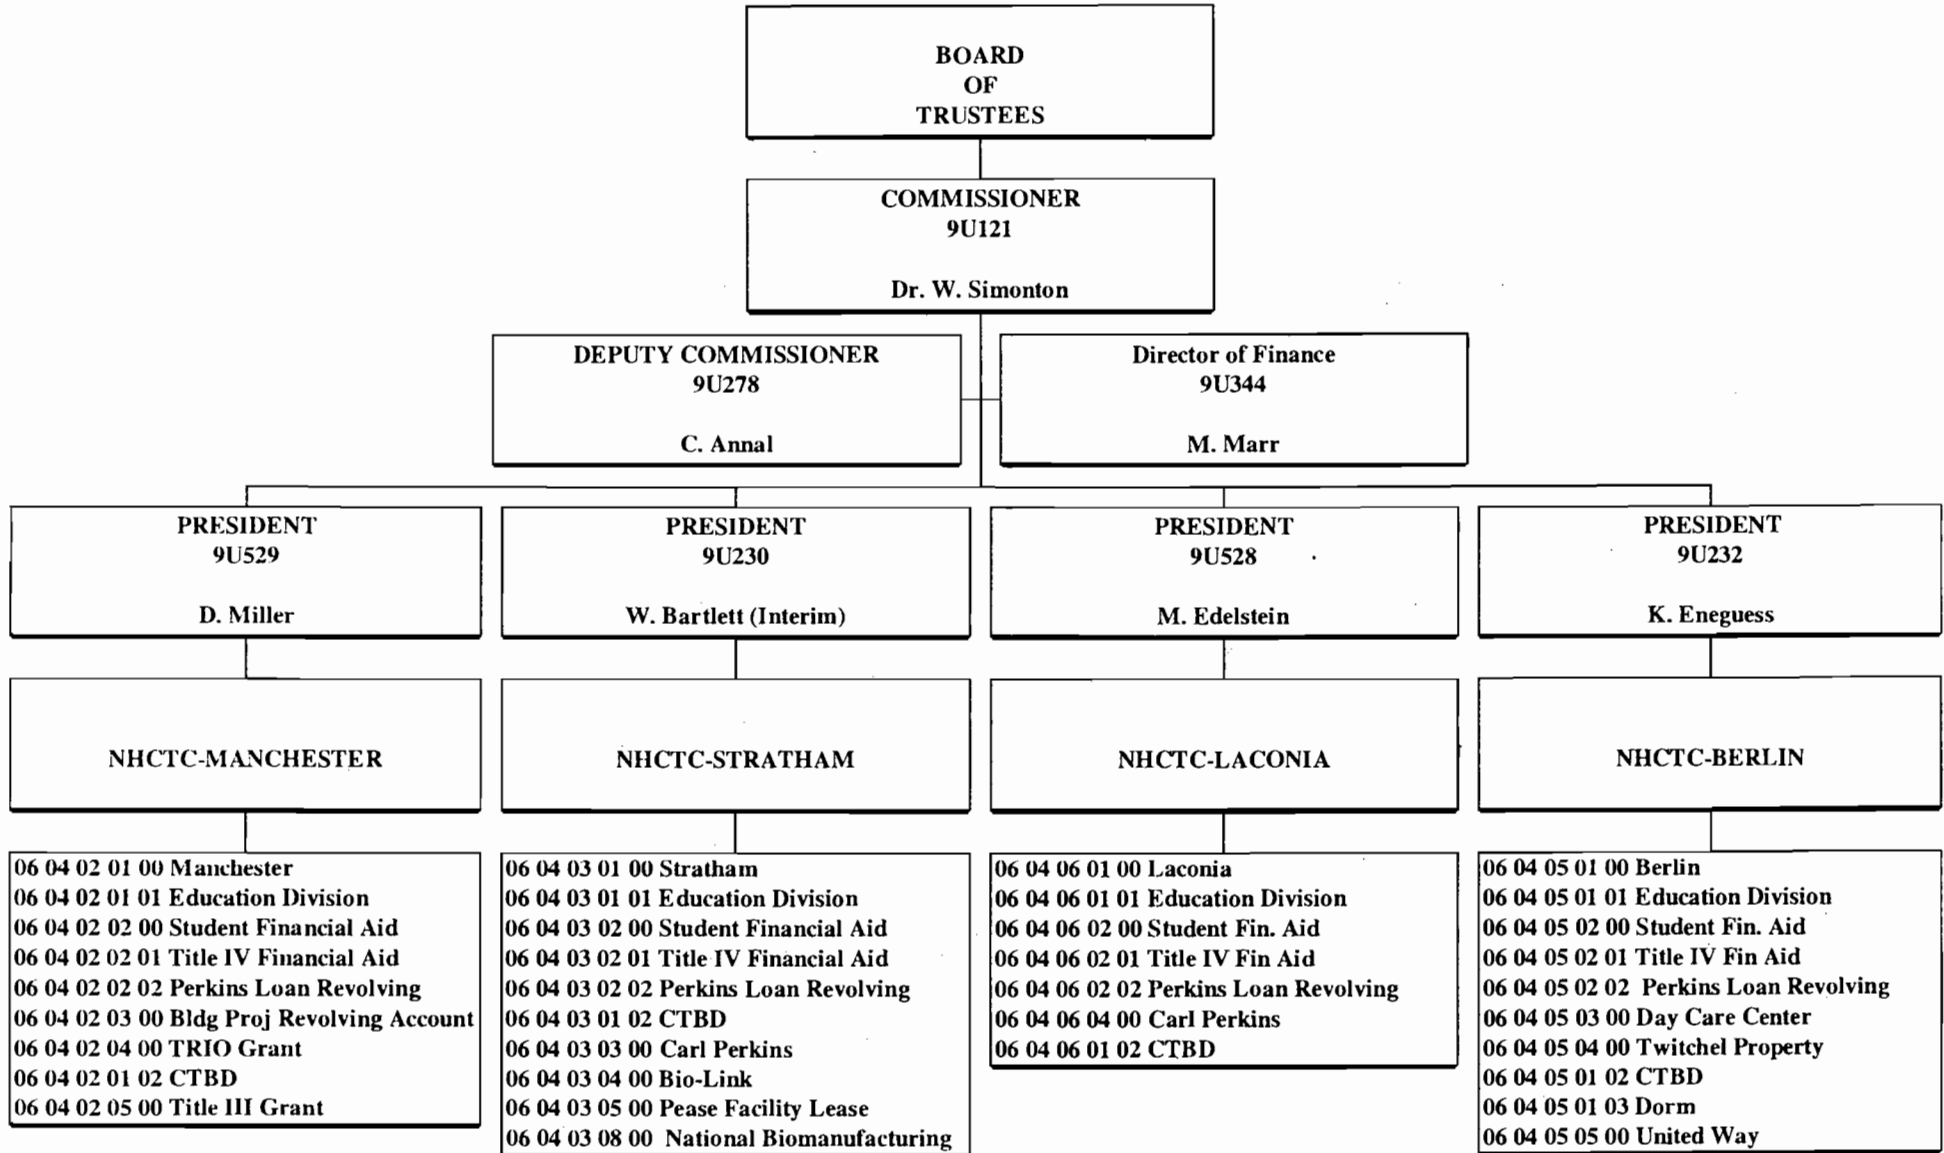 BOARD
OF
TRUSTEES
COMMISSIONER
9U121
Dr. W. Simonton
DEPUTY COMMISSIONER
9U278
C. Annal
Director of Finance
9U344
M. Marr
PRESIDENT
9U529
D. Miller
PRESIDENT
9U230
W. Bartlett (Interim)
PRESIDENT
9U528
M. Edelstein
PRESIDENT
9U232
K. Eneguess
NHCTC-MANCHESTER
NHCTC-STRATHAM
NHCTC-LACONIA
NHCTC-BERLIN
06 04 02 01 00 Manchester
06 04 02 01 01 Education Division
06 04 02 02 00 Student Financial Aid
06 04 02 02 01 Title IV Financial Aid
06 04 02 02 02 Perkins Loan Revolving
06 04 02 03 00 Bldg Proj Revolving Account
06 04 02 04 00 TRIO Grant
06 04 02 01 02 CTBD
06 04 02 05 00 Title III Grant
06 04 03 01 00 Stratham
06 04 03 01 01 Education Division
06 04 03 02 00 Student Financial Aid
06 04 03 02 01 Title IV Financial Aid
06 04 03 02 02 Perkins Loan Revolving
06 04 03 01 02 CTBD
06 04 03 03 00 Carl Perkins
06 04 03 04 00 Bio-Link
06 04 03 05 00 Pease Facility Lease
06 04 03 08 00 National Biomanufacturing
06 04 06 01 00 Laconia
06 04 06 01 01 Education Division
06 04 06 02 00 Student Fin. Aid
06 04 06 02 01 Title IV Fin Aid
06 04 06 02 02 Perkins Loan Revolving
06 04 06 04 00 Carl Perkins
06 04 06 01 02 CTBD
06 04 05 01 00 Berlin
06 04 05 01 01 Education Division
06 04 05 02 00 Student Fin. Aid
06 04 05 02 01 Title IV Fin Aid
06 04 05 02 02 Perkins Loan Revolving
06 04 05 03 00 Day Care Center
06 04 05 04 00 Twitchel Property
06 04 05 01 02 CTBD
06 04 05 01 03 Dorm
06 04 05 05 00 United Way